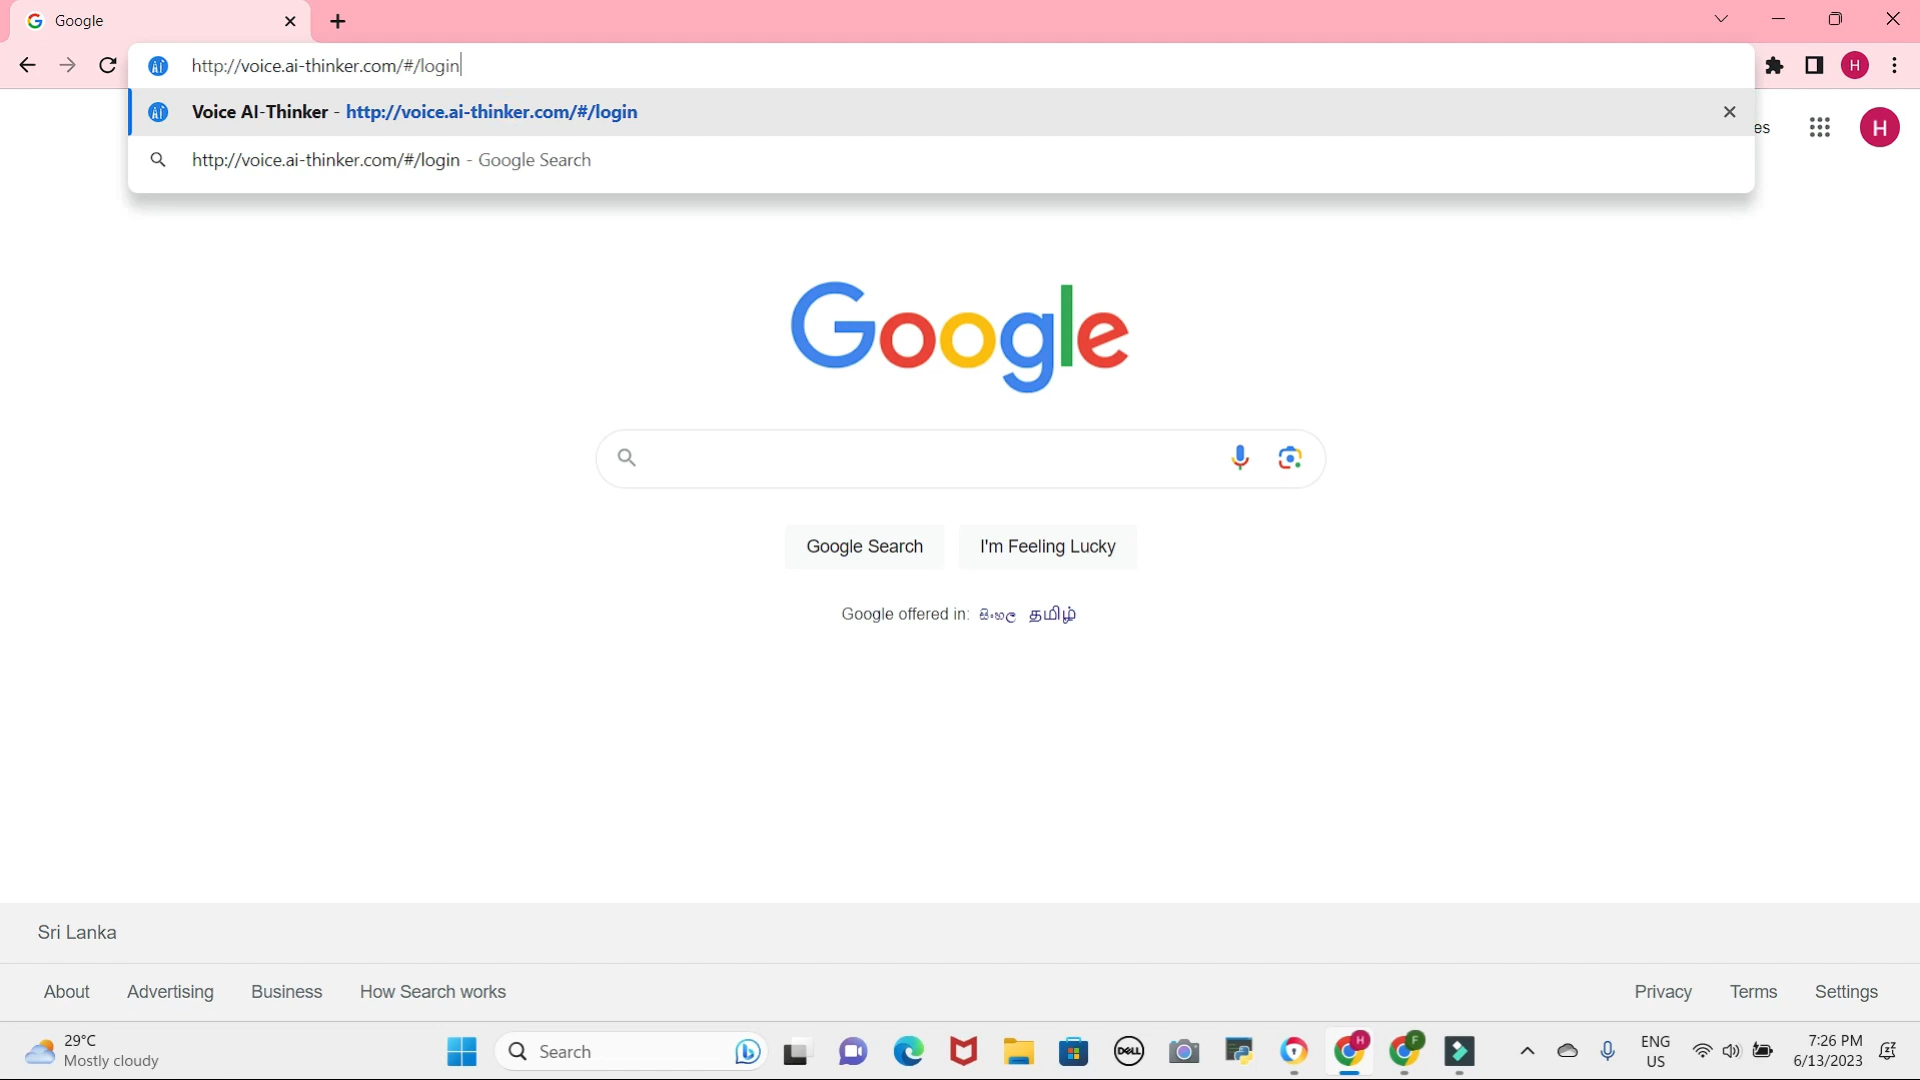 Google
http://voice.ai-thinker.com/#/login
Voice AI-Thinker - http://voice.ai-thinker.com/#/login
http://voice.ai-thinker.com/#/login - Google Search
es
H
H
Google
Google Search
I'm Feeling Lucky
Google offered in: සිංහල தமிழ்
Sri Lanka
About Advertising Business How Search works
Privacy Terms Settings
29°C
Mostly cloudy
Search
DELL
H
F
ENG
US
7:26 PM
6/13/2023